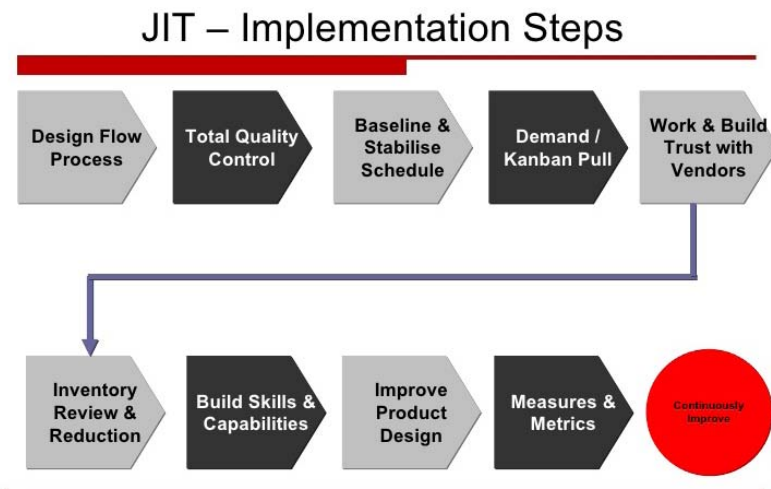 JIT – Implementation Steps
Design Flow
Process
Total Quality
Control
Baseline &
Stabilise
Schedule
Demand /
Kanban Pull
Work & Build
Trust with
Vendors
Inventory
Review &
Reduction
Build Skills &
Capabilities
Improve
Product
Design
Measures &
Metrics
Continuously
Improve